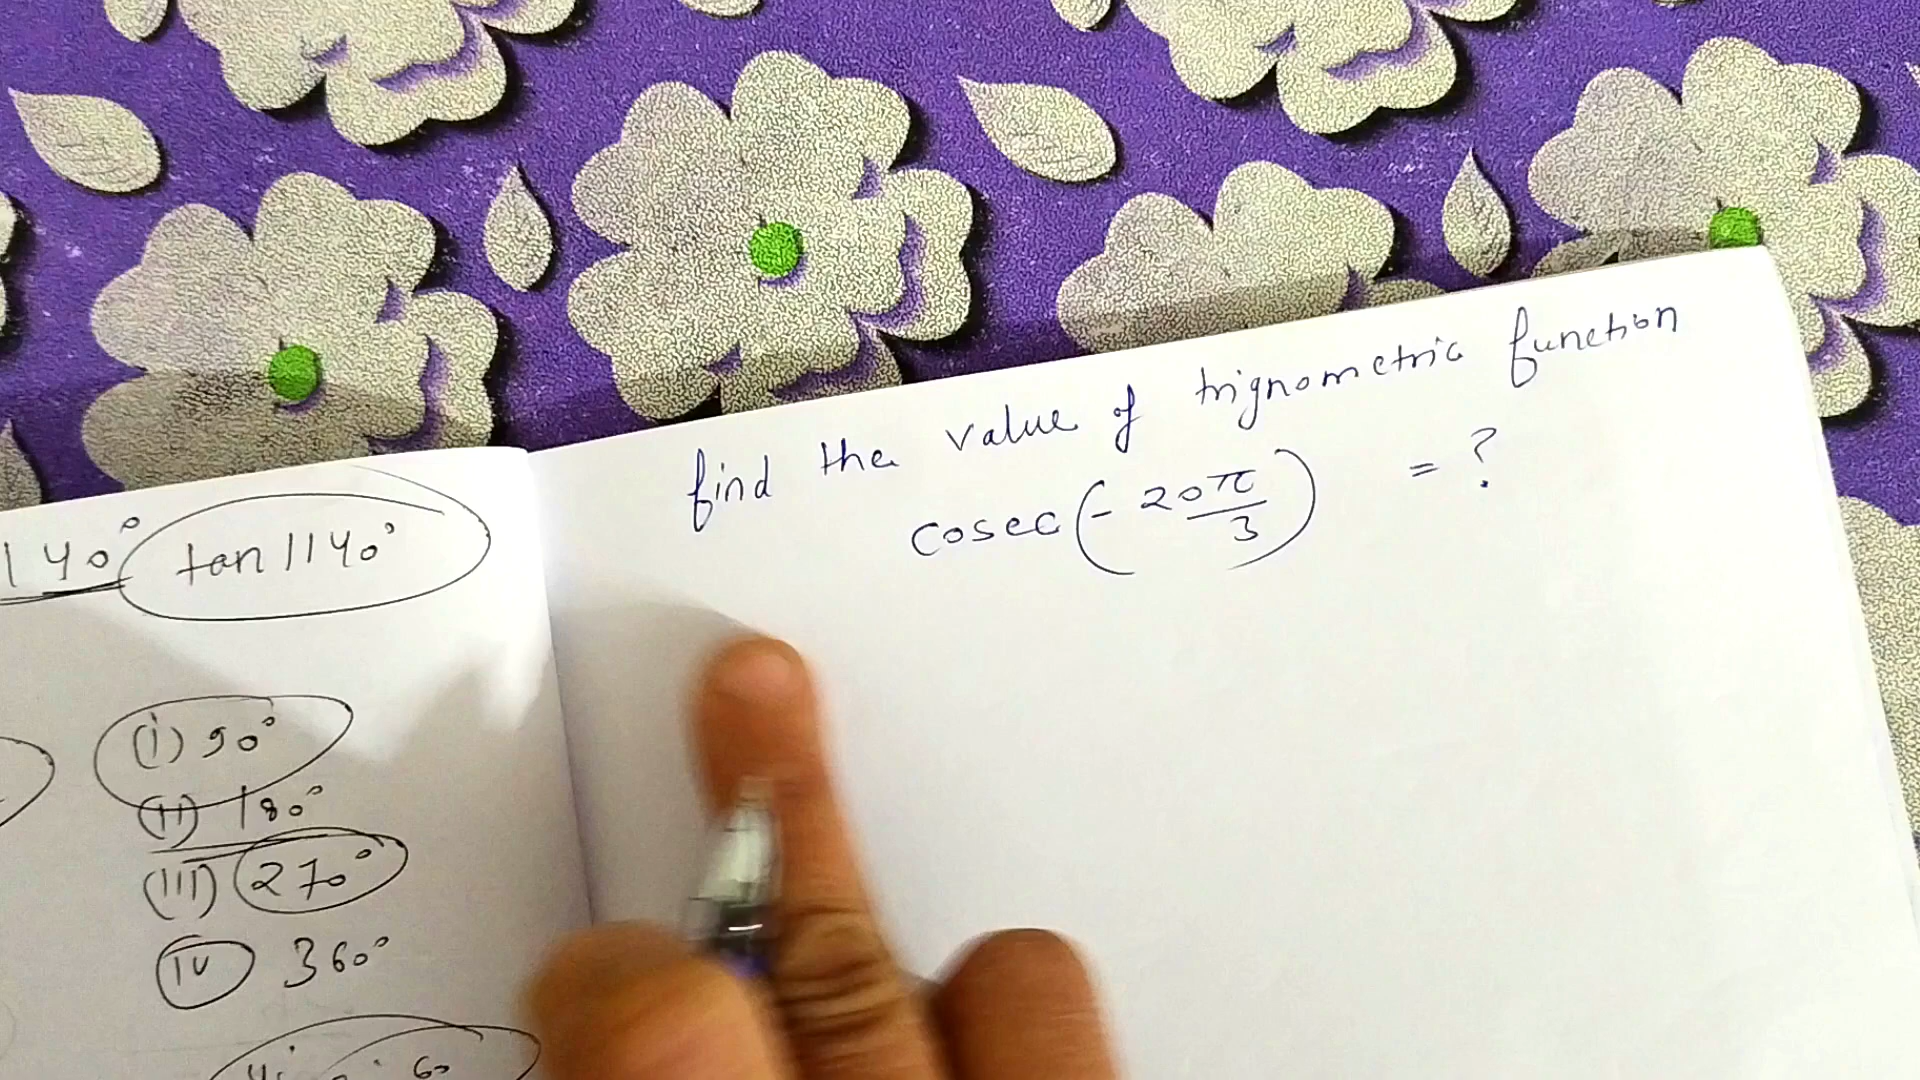 140° tan 1140°
(i) 90°
(ii) 180°
(iii) 270°
(iv) 360°
60
find the value of trignometric function
cosec (- 20π/3) = ?